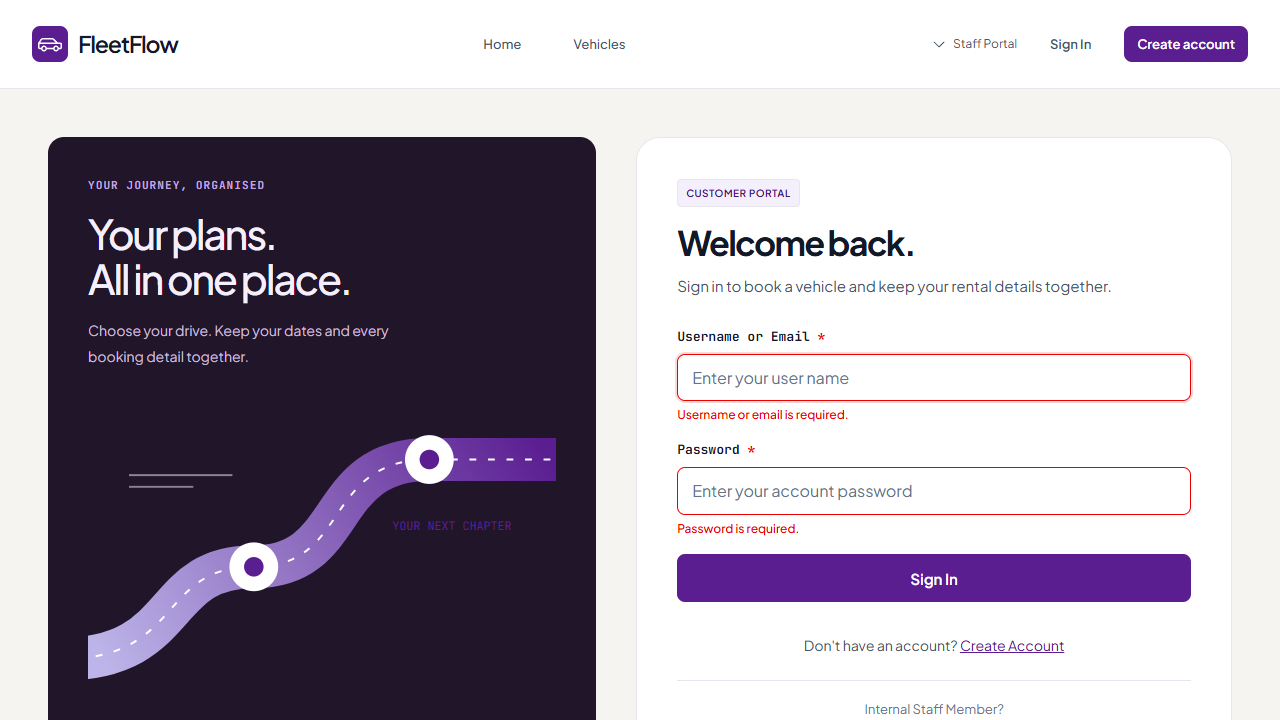 FleetFlow
Home
Vehicles
Staff Portal
Sign In
Create account
YOUR JOURNEY, ORGANISED
Your plans.
All in one place.
Choose your drive. Keep your dates and every
booking detail together.
YOUR NEXT CHAPTER
CUSTOMER PORTAL
Welcome back.
Sign in to book a vehicle and keep your rental details together.
Username or Email *
Enter your user name
Username or email is required.
Password *
Enter your account password
Password is required.
Sign In
Don't have an account? Create Account
Internal Staff Member?